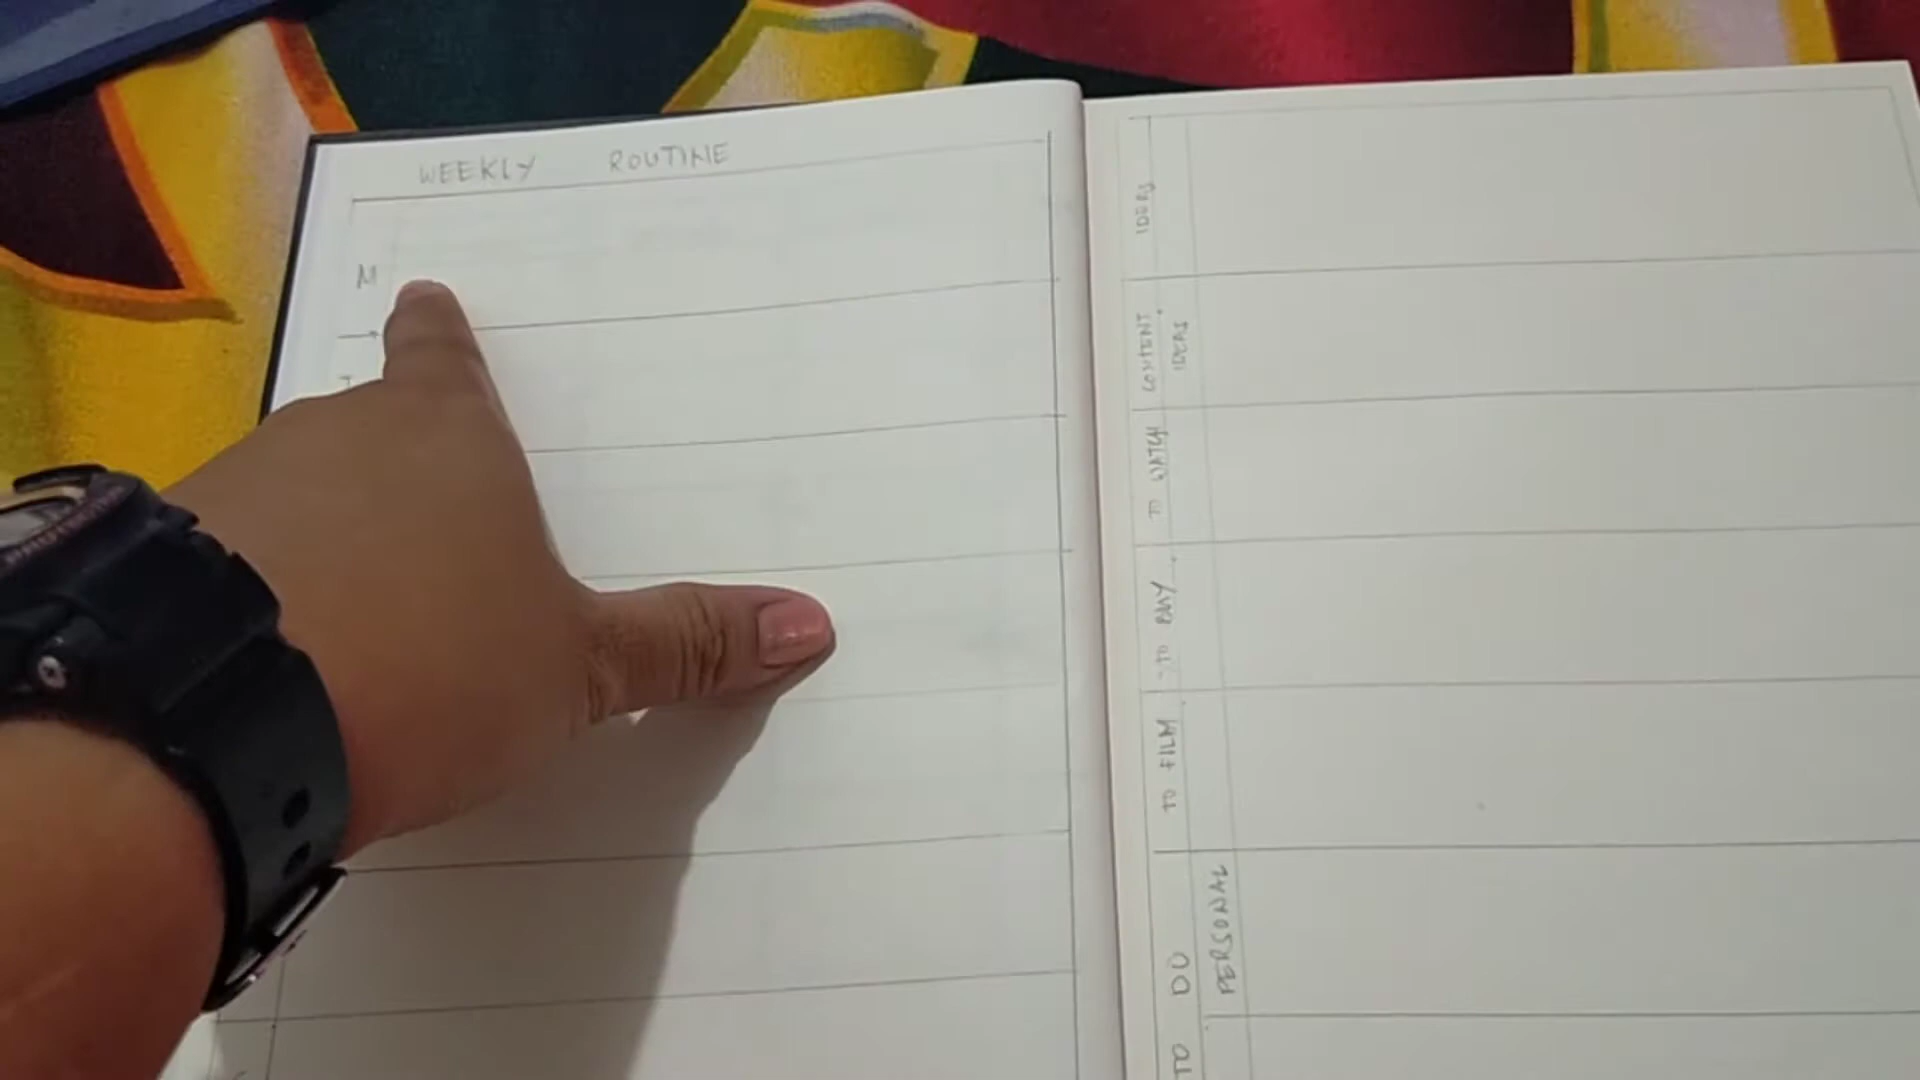 WEEKLY ROUTINE
M
T
IDEAS
CONTENT
IDEAS
TO WATCH
TO BUY
TO FILM
PERSONAL
TO DO